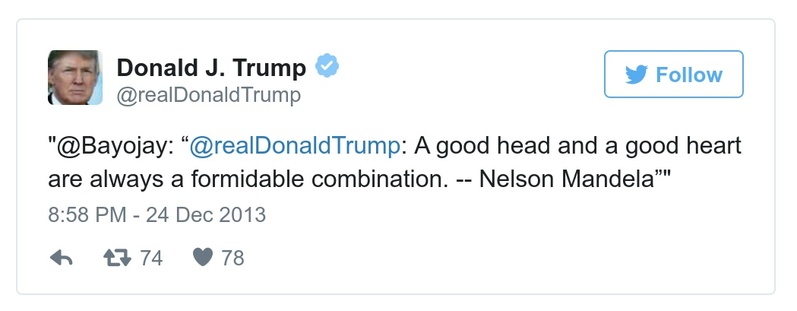 Donald J. Trump
@realDonaldTrump
Follow
"@Bayojay: “@realDonaldTrump: A good head and a good heart
are always a formidable combination. -- Nelson Mandela”"
8:58 PM - 24 Dec 2013
74 78